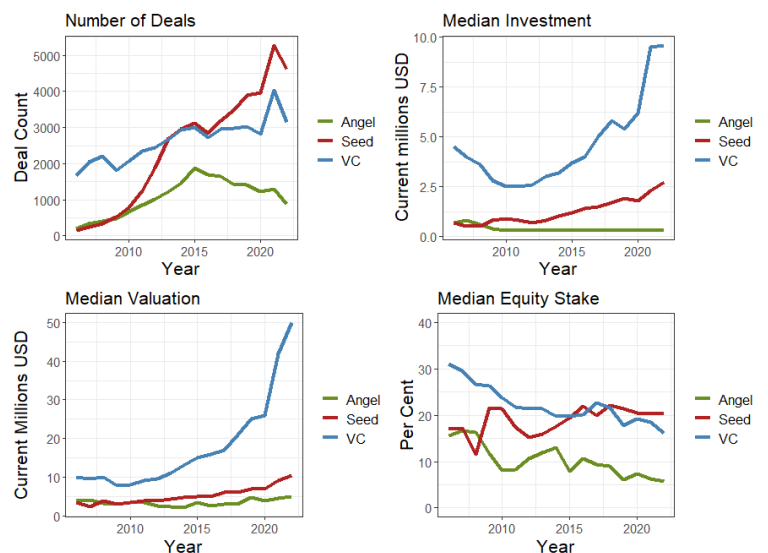 Number of Deals
Deal Count
5000
4000
3000
2000
1000
0
2010
2015
2020
Year
Angel
Seed
VC
Median Investment
Current millions USD
10.0
7.5
5.0
2.5
0.0
2010
2015
2020
Year
Angel
Seed
VC
Median Valuation
Current Millions USD
50
40
30
20
10
0
2010
2015
2020
Year
Angel
Seed
VC
Median Equity Stake
Per Cent
40
30
20
10
0
2010
2015
2020
Year
Angel
Seed
VC